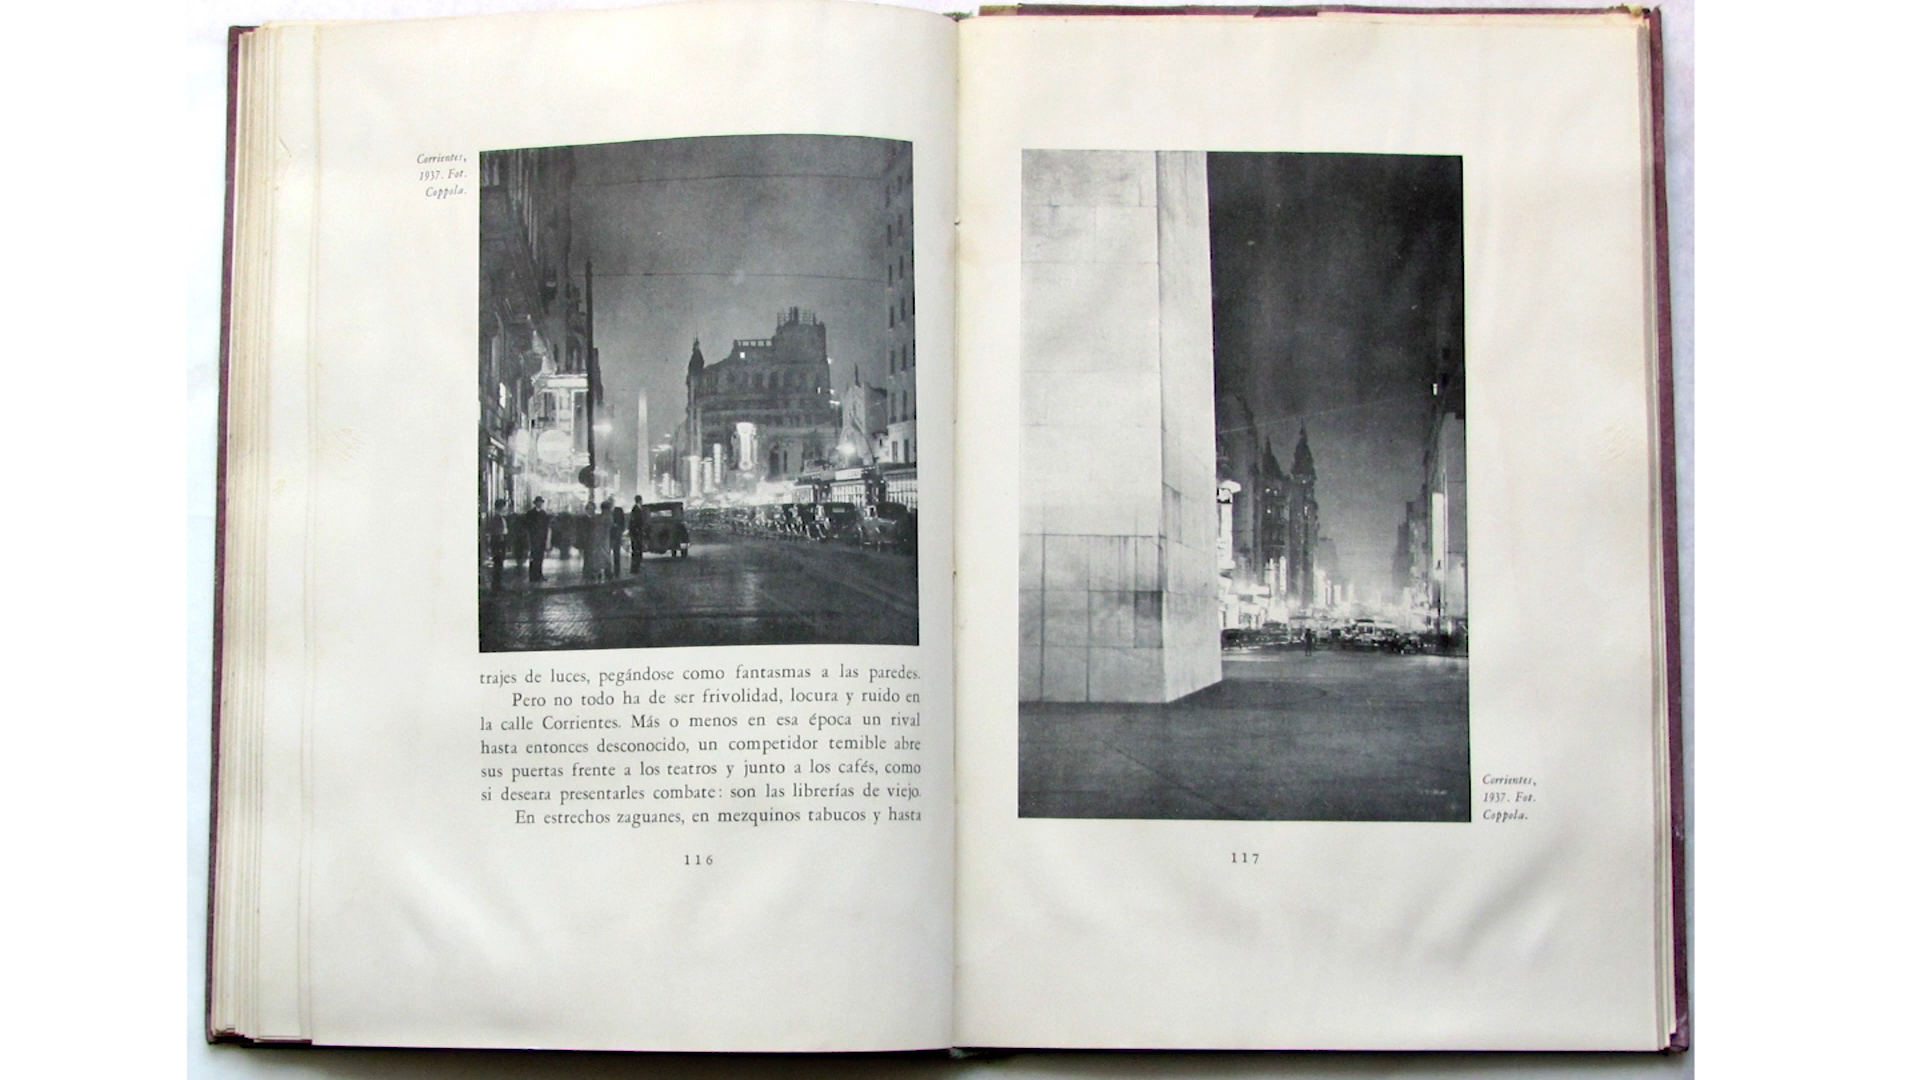 Corrientes,
1937. Fot.
Coppola.
trajes de luces, pegándose como fantasmas a las paredes.
Pero no todo ha de ser frivolidad, locura y ruido en
la calle Corrientes. Más o menos en esa época un rival
hasta entonces desconocido, un competidor temible abre
sus puertas frente a los teatros y junto a los cafés, como
si deseara presentarles combate: son las librerías de viejo.
En estrechos zaguanes, en mezquinos tabucos y hasta
116
Corrientes,
1937. Fot.
Coppola.
117